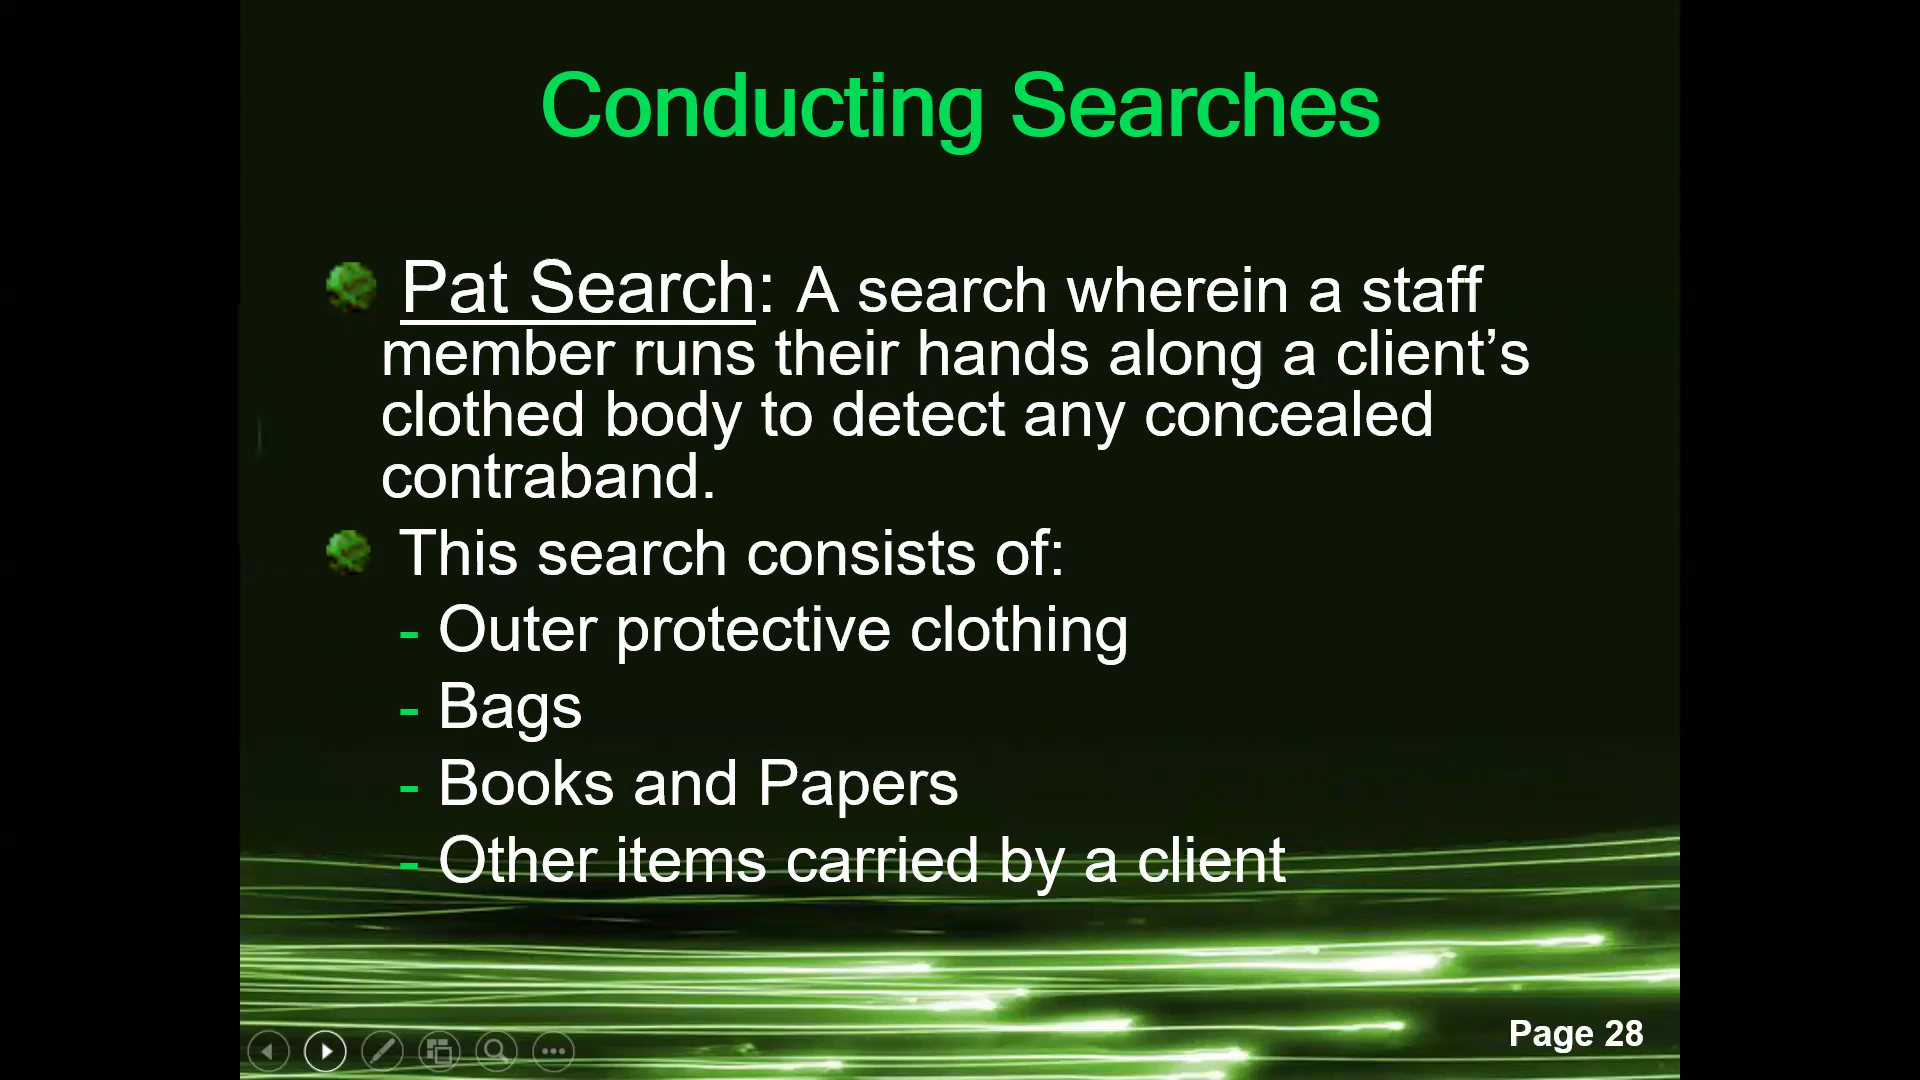 Conducting Searches
Pat Search: A search wherein a staff
member runs their hands along a client’s
clothed body to detect any concealed
contraband.
This search consists of:
- Outer protective clothing
- Bags
- Books and Papers
- Other items carried by a client
Page 28